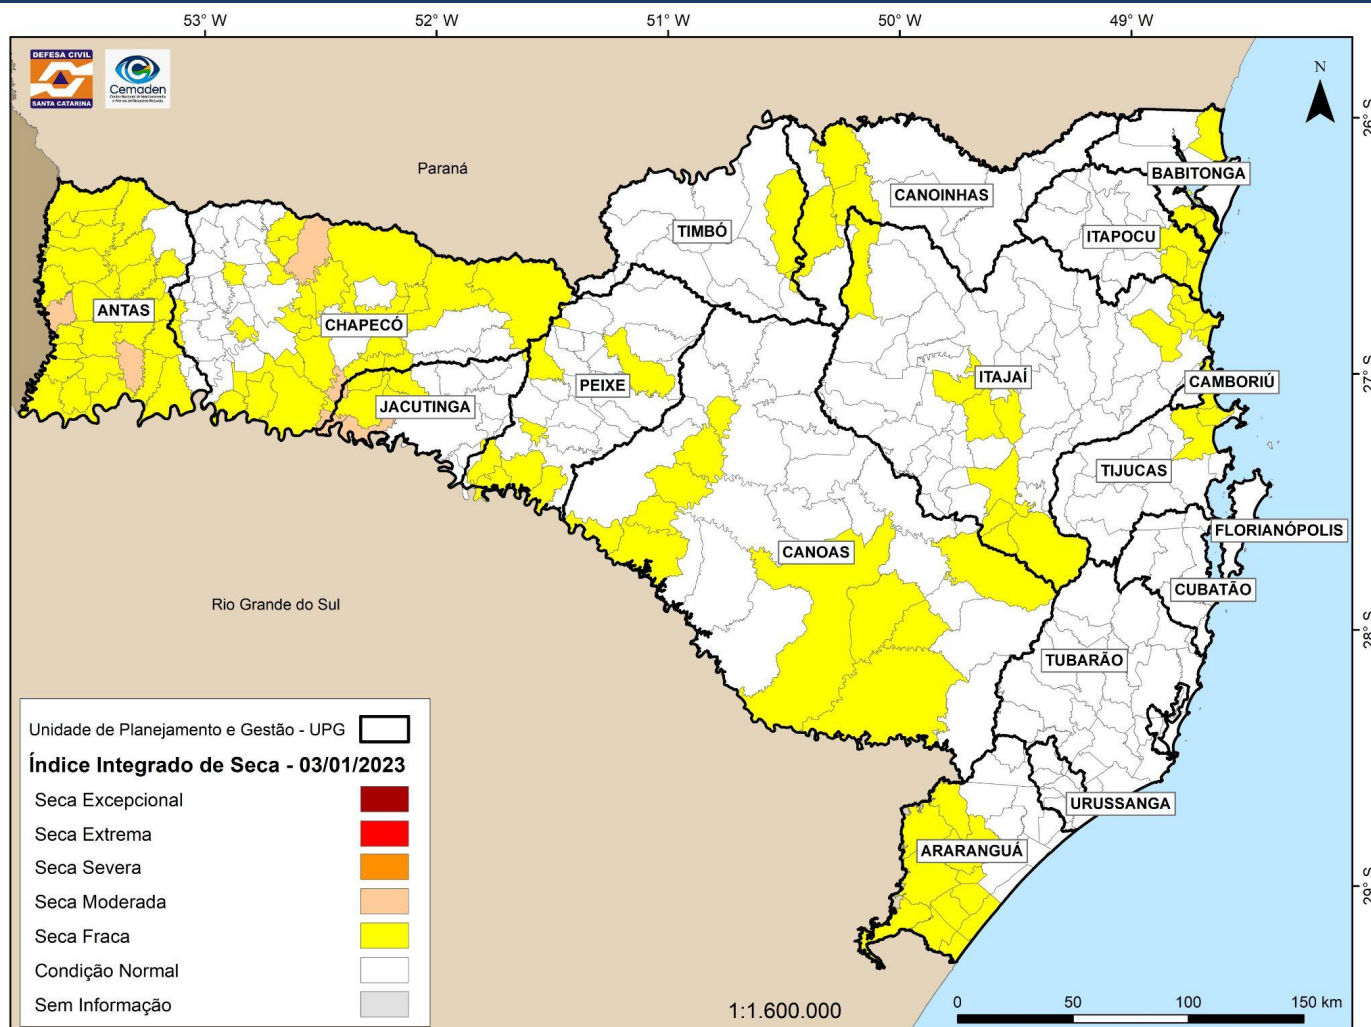 53° W
52° W
51° W
50° W
49° W
DEFESA CIVIL
SANTA CATARINA
Cemaden
N
26° S
Paraná
BABITONGA
CANOINHAS
TIMBÓ
ITAPOCU
ANTAS
CHAPECÓ
27° S
ITAJAÍ
CAMBORIÚ
PEIXE
JACUTINGA
TIJUCAS
FLORIANÓPOLIS
CANOAS
CUBATÃO
Rio Grande do Sul
28° S
TUBARÃO
URUSSANGA
ARARANGUÁ
29° S
Unidade de Planejamento e Gestão - UPG
Índice Integrado de Seca - 03/01/2023
Seca Excepcional
Seca Extrema
Seca Severa
Seca Moderada
Seca Fraca
Condição Normal
Sem Informação
1:1.600.000
0 50 100 150 km